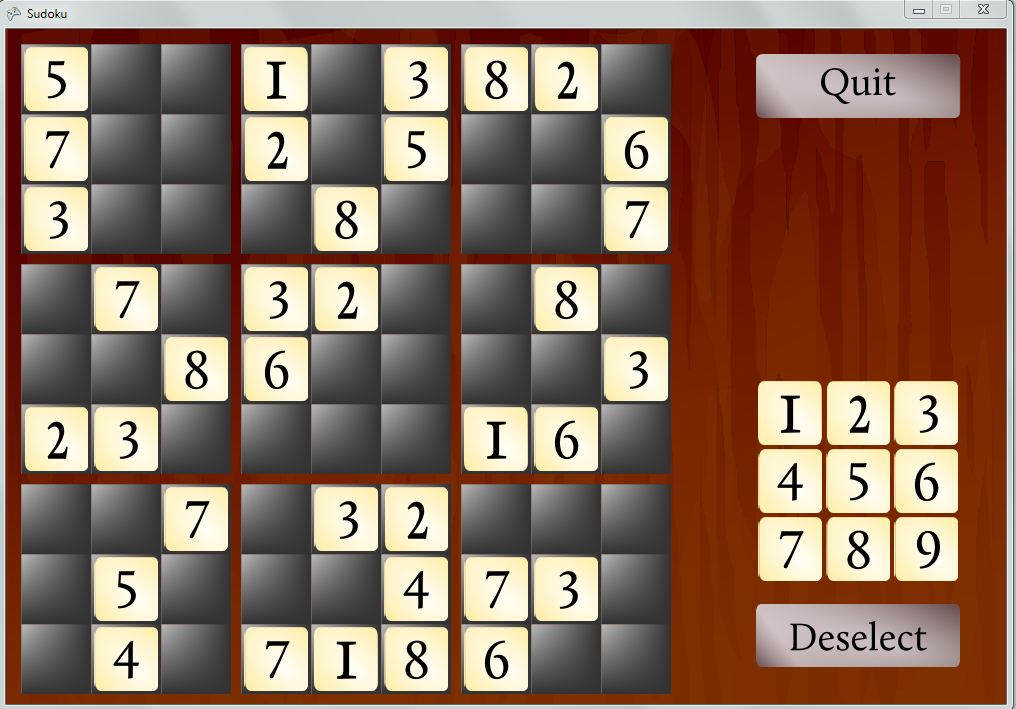 Sudoku
5 1 3 8 2
Quit
7 2 5 6
3 8 7
7 3 2 8
8 6 3
2 3 1 6
1 2 3
4 5 6
7 8 9
7 3 2
5 4 7 3
4 7 1 8 6
Deselect